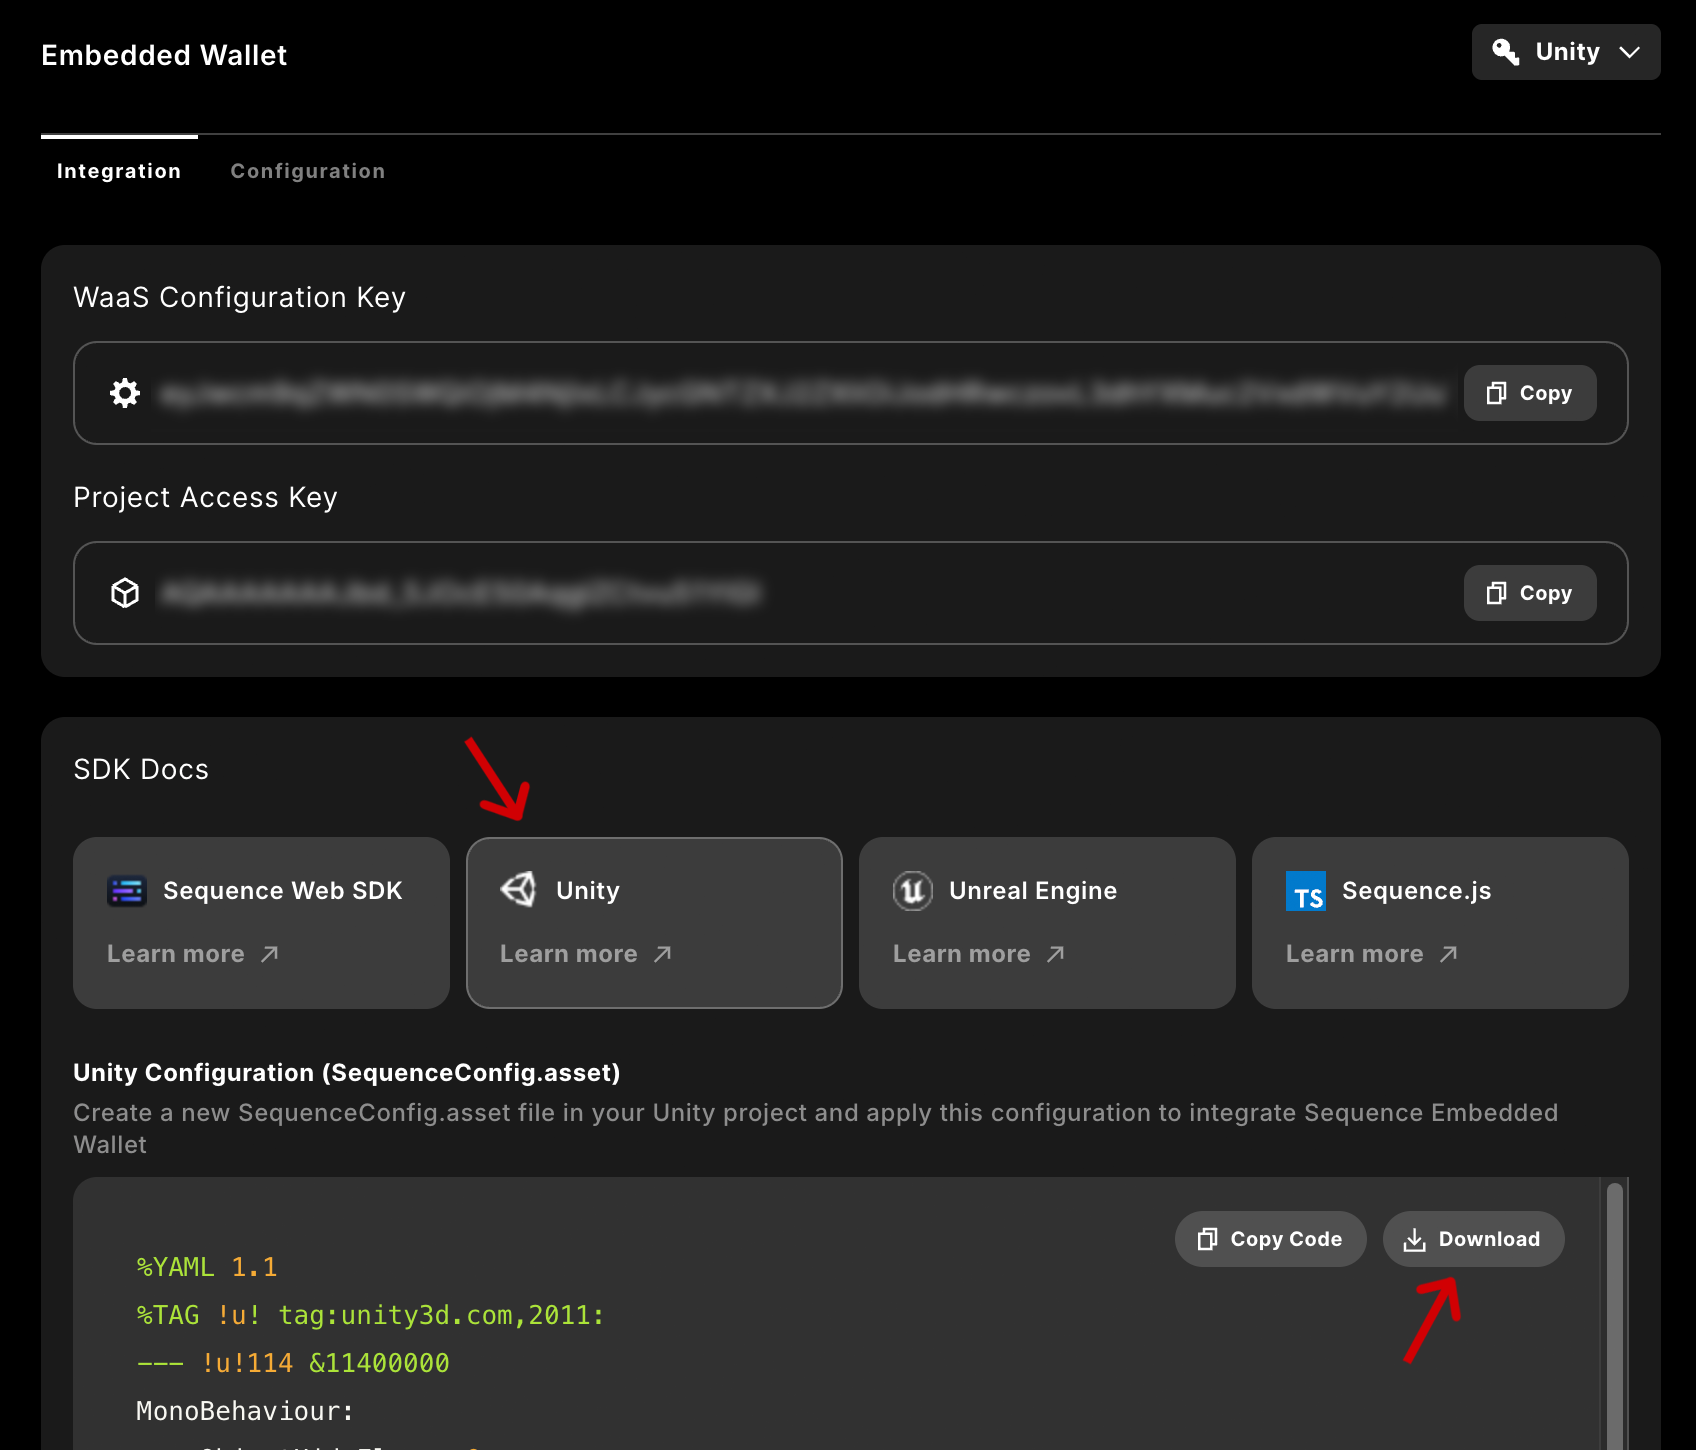 Embedded Wallet
Unity
Integration
Configuration
WaaS Configuration Key
Copy
Project Access Key
Copy
SDK Docs
Sequence Web SDK
Learn more
Unity
Learn more
Unreal Engine
Learn more
TS
Sequence.js
Learn more
Unity Configuration (SequenceConfig.asset)
Create a new SequenceConfig.asset file in your Unity project and apply this configuration to integrate Sequence Embedded
Wallet
Copy Code
Download
%YAML 1.1
%TAG !u! tag:unity3d.com,2011:
--- !u!114 &11400000
MonoBehaviour: